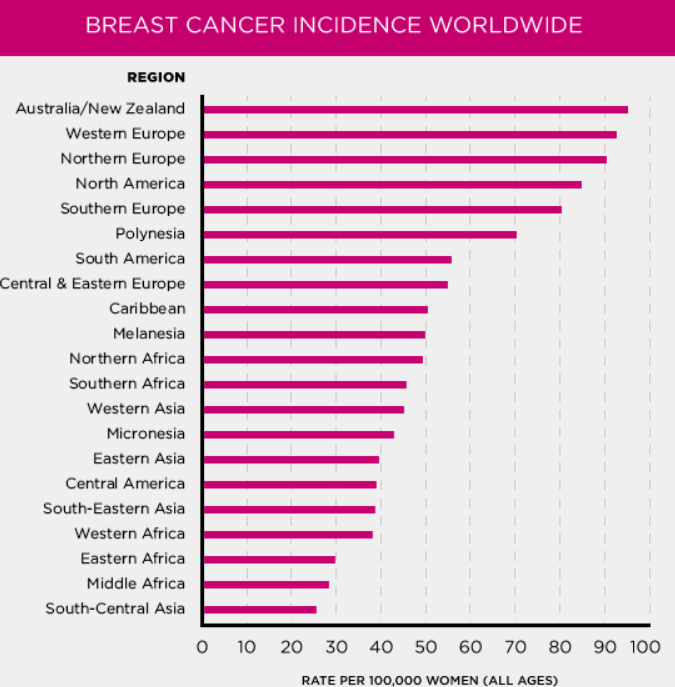 BREAST CANCER INCIDENCE WORLDWIDE
REGION
Australia/New Zealand
Western Europe
Northern Europe
North America
Southern Europe
Polynesia
South America
Central & Eastern Europe
Caribbean
Melanesia
Northern Africa
Southern Africa
Western Asia
Micronesia
Eastern Asia
Central America
South-Eastern Asia
Western Africa
Eastern Africa
Middle Africa
South-Central Asia
0 10 20 30 40 50 60 70 80 90 100
RATE PER 100,000 WOMEN (ALL AGES)